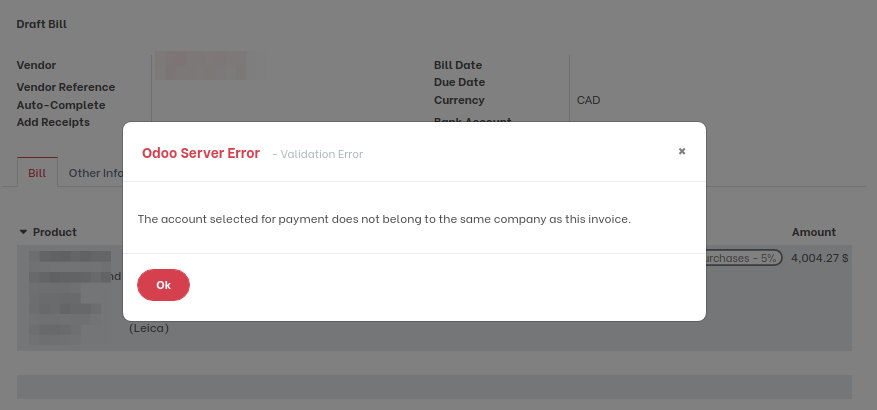 Draft Bill
Vendor
Bill Date
Vendor Reference
Due Date
Auto-Complete
Currency CAD
Add Receipts
Bank Account
Odoo Server Error - Validation Error ×
Bill Other Info
The account selected for payment does not belong to the same company as this invoice.
Product Amount
urchases - 5% 4,004.27 $
nd
Ok
(Leica)